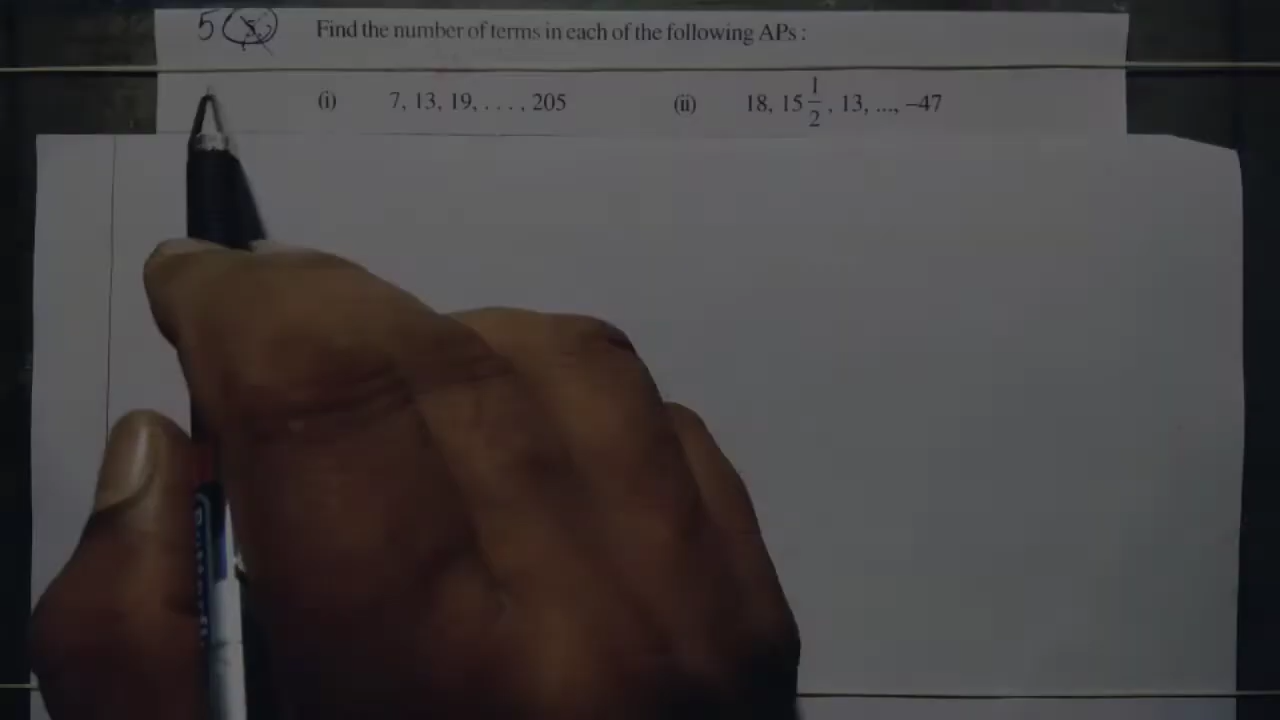 5 Find the number of terms in each of the following APs :
(i) 7, 13, 19, . . . , 205 (ii) 18, 15 1/2 , 13, ..., –47